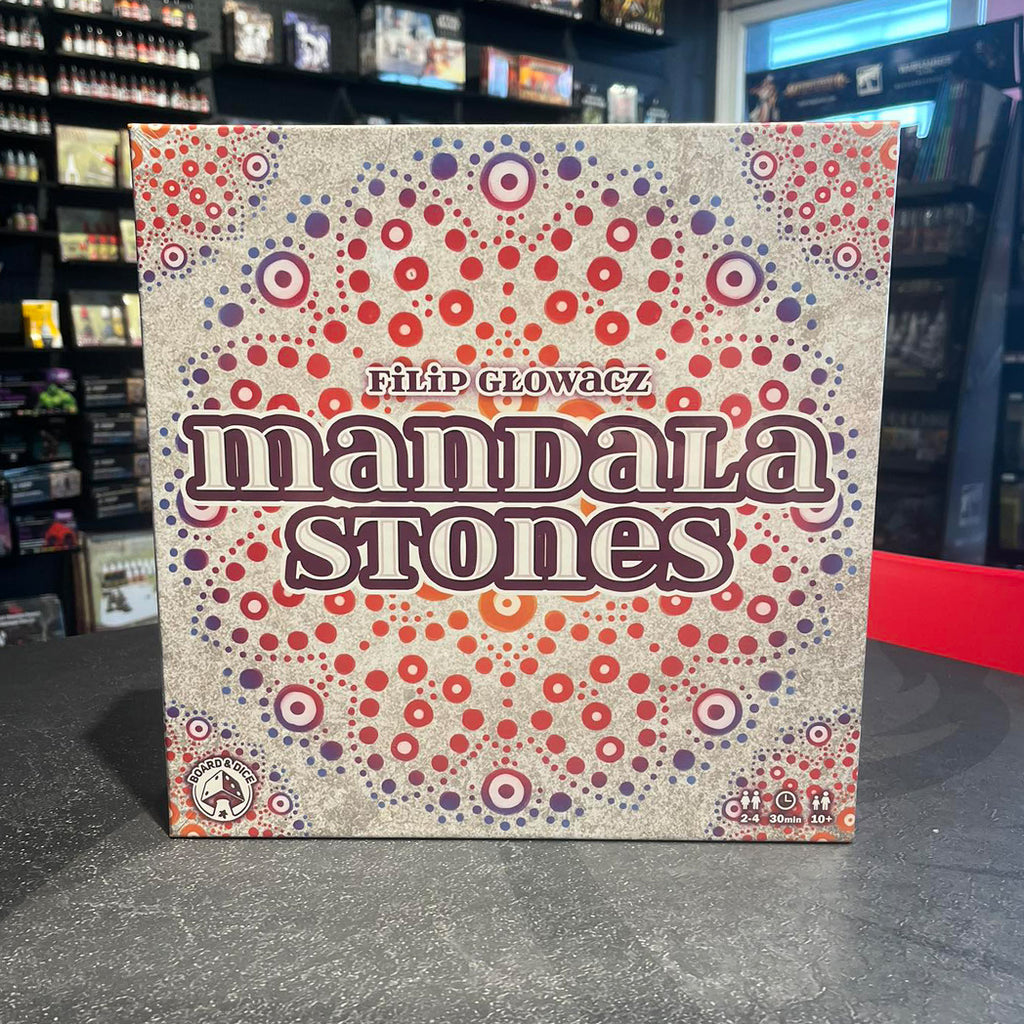 FiLiP GŁOWACZ
manDaLa
STOnes
BOARD & DICE
2-4 30min 10+